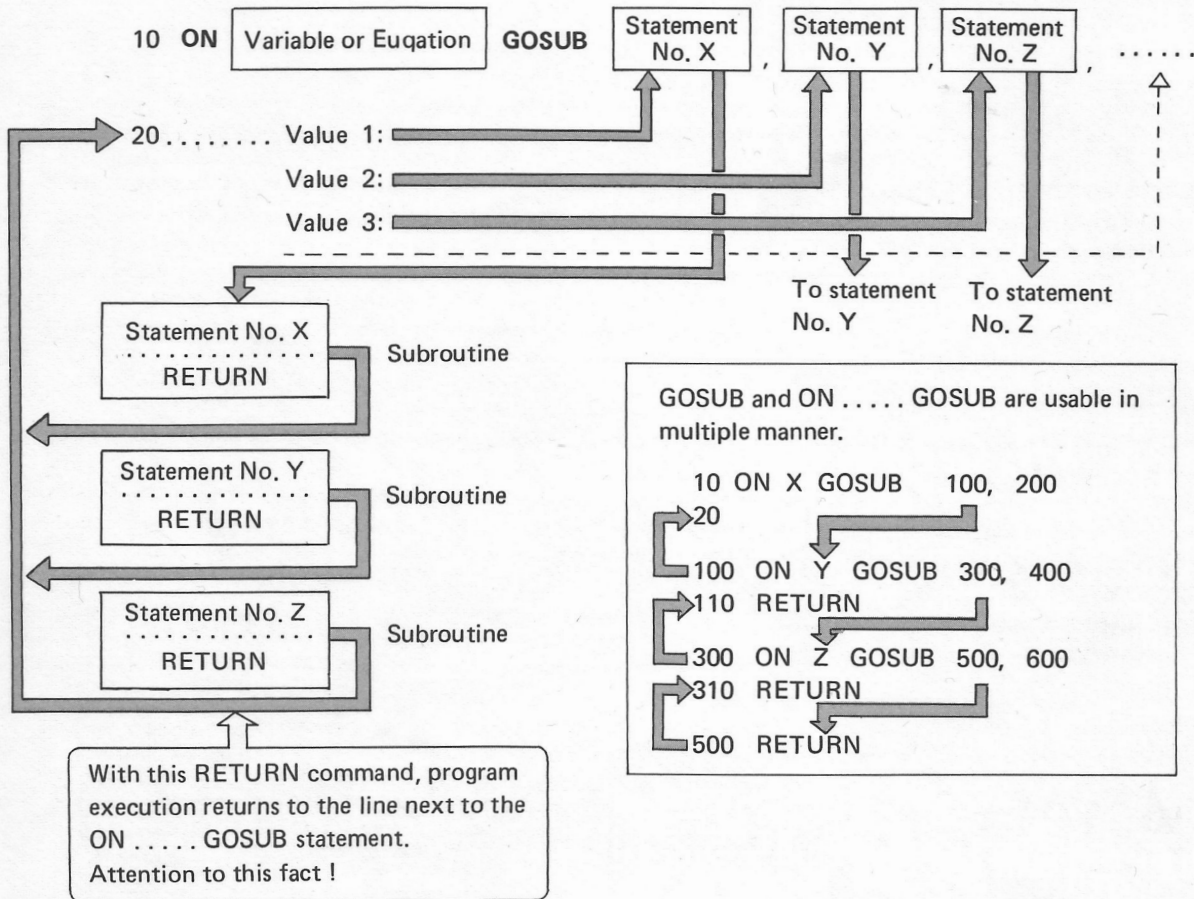 10 ON Variable or Euqation GOSUB Statement No. X , Statement No. Y , Statement No. Z , ......
20 ........ Value 1:
Value 2:
Value 3:
To statement No. Y
To statement No. Z
Statement No. X
..............
RETURN
Subroutine
Statement No. Y
..............
RETURN
Subroutine
Statement No. Z
..............
RETURN
Subroutine
With this RETURN command, program
execution returns to the line next to the
ON ..... GOSUB statement.
Attention to this fact !
GOSUB and ON ..... GOSUB are usable in
multiple manner.
10 ON X GOSUB 100, 200
20
100 ON Y GOSUB 300, 400
110 RETURN
300 ON Z GOSUB 500, 600
310 RETURN
500 RETURN